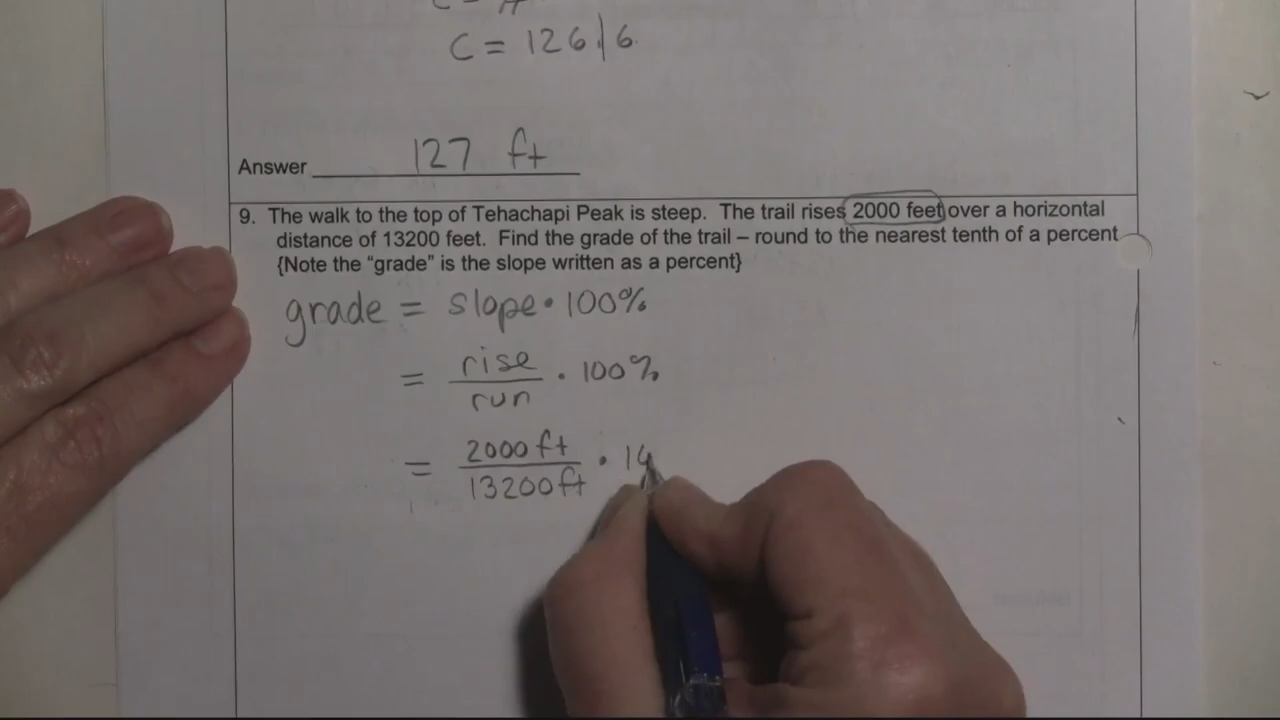 C = 126|6
Answer 127 ft
9. The walk to the top of Tehachapi Peak is steep. The trail rises 2000 feet over a horizontal
distance of 13200 feet. Find the grade of the trail – round to the nearest tenth of a percent
{Note the “grade” is the slope written as a percent}
grade = slope · 100%
= rise/run · 100%
= 2000 ft/13200 ft · 10